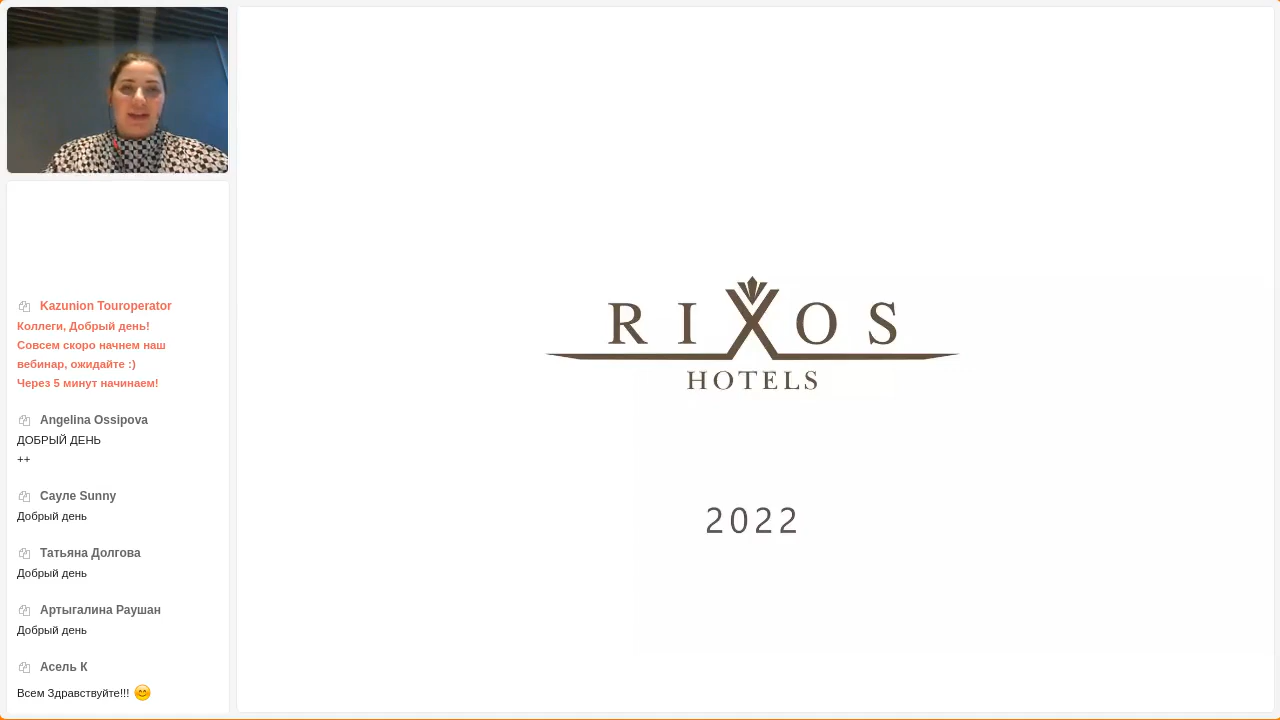 Kazunion Touroperator
Коллеги, Добрый день!
Совсем скоро начнем наш
вебинар, ожидайте :)
Через 5 минут начинаем!
Angelina Ossipova
ДОБРЫЙ ДЕНЬ
++
Сауле Sunny
Добрый день
Татьяна Долгова
Добрый день
Артыгалина Раушан
Добрый день
Асель К
Всем Здравствуйте!!! 😊
RIXOS
HOTELS
2022